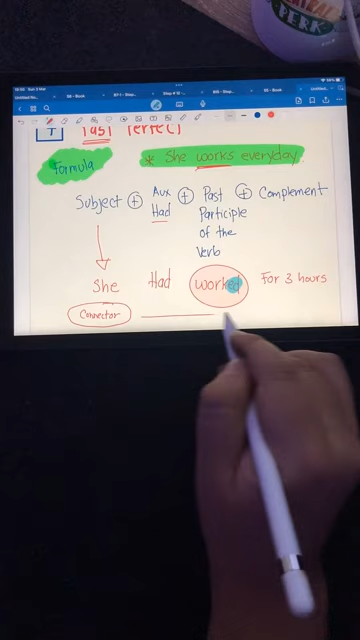 PERK
Past Perfect
Formula
* She works everyday.
Subject + Aux Had + Past Participle of the Verb + Complement
She Had worked For 3 hours
Connector